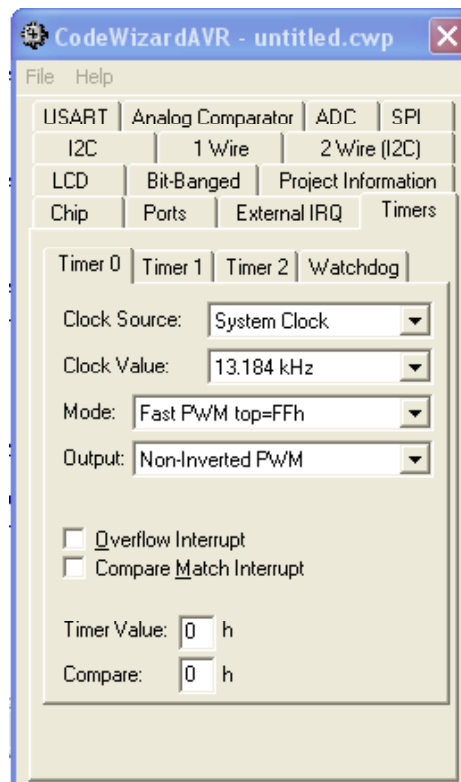 CodeWizardAVR - untitled.cwp
File Help
USART Analog Comparator ADC SPI
I2C 1 Wire 2 Wire (I2C)
LCD Bit-Banged Project Information
Chip Ports External IRQ Timers
Timer 0 Timer 1 Timer 2 Watchdog
Clock Source: System Clock
Clock Value: 13.184 kHz
Mode: Fast PWM top=FFh
Output: Non-Inverted PWM
Overflow Interrupt
Compare Match Interrupt
Timer Value: 0 h
Compare: 0 h